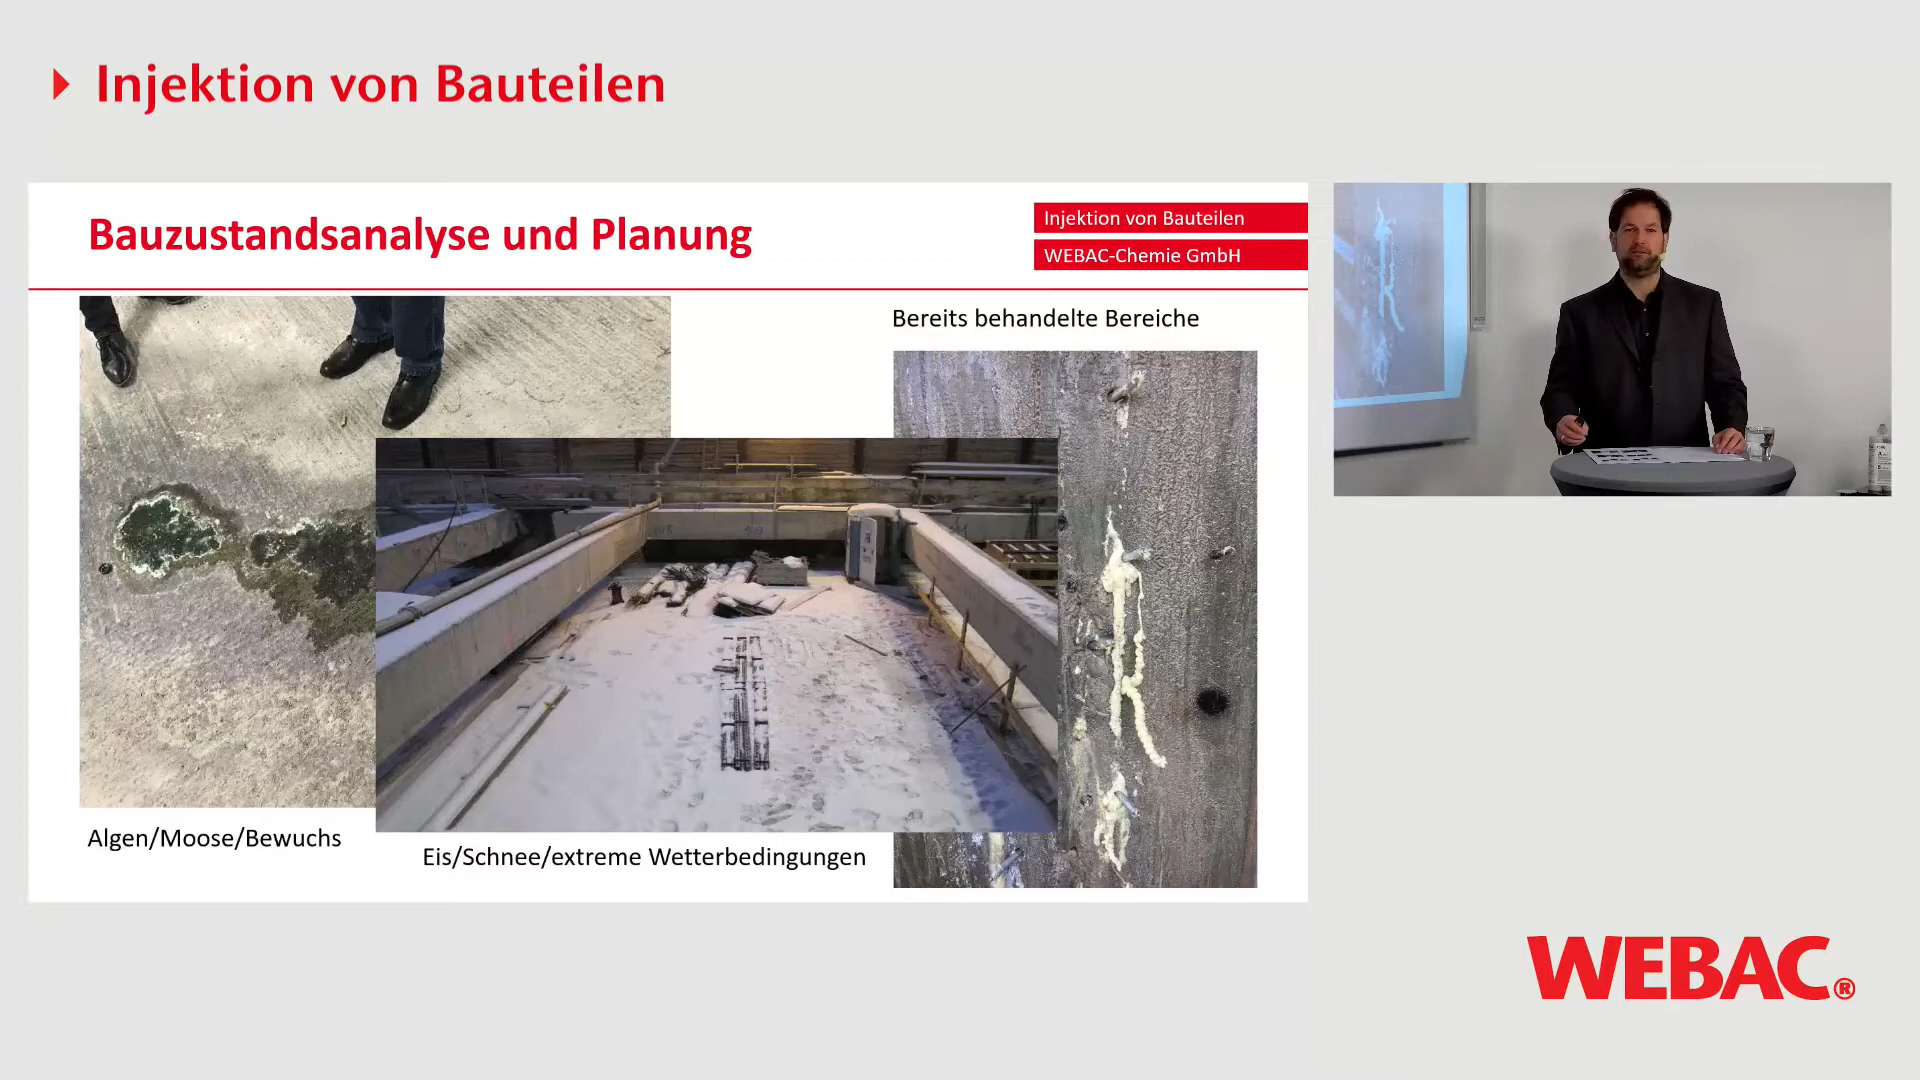 Injektion von Bauteilen
Bauzustandsanalyse und Planung
Injektion von Bauteilen
WEBAC-Chemie GmbH
Bereits behandelte Bereiche
Algen/Moose/Bewuchs
Eis/Schnee/extreme Wetterbedingungen
WEBAC®